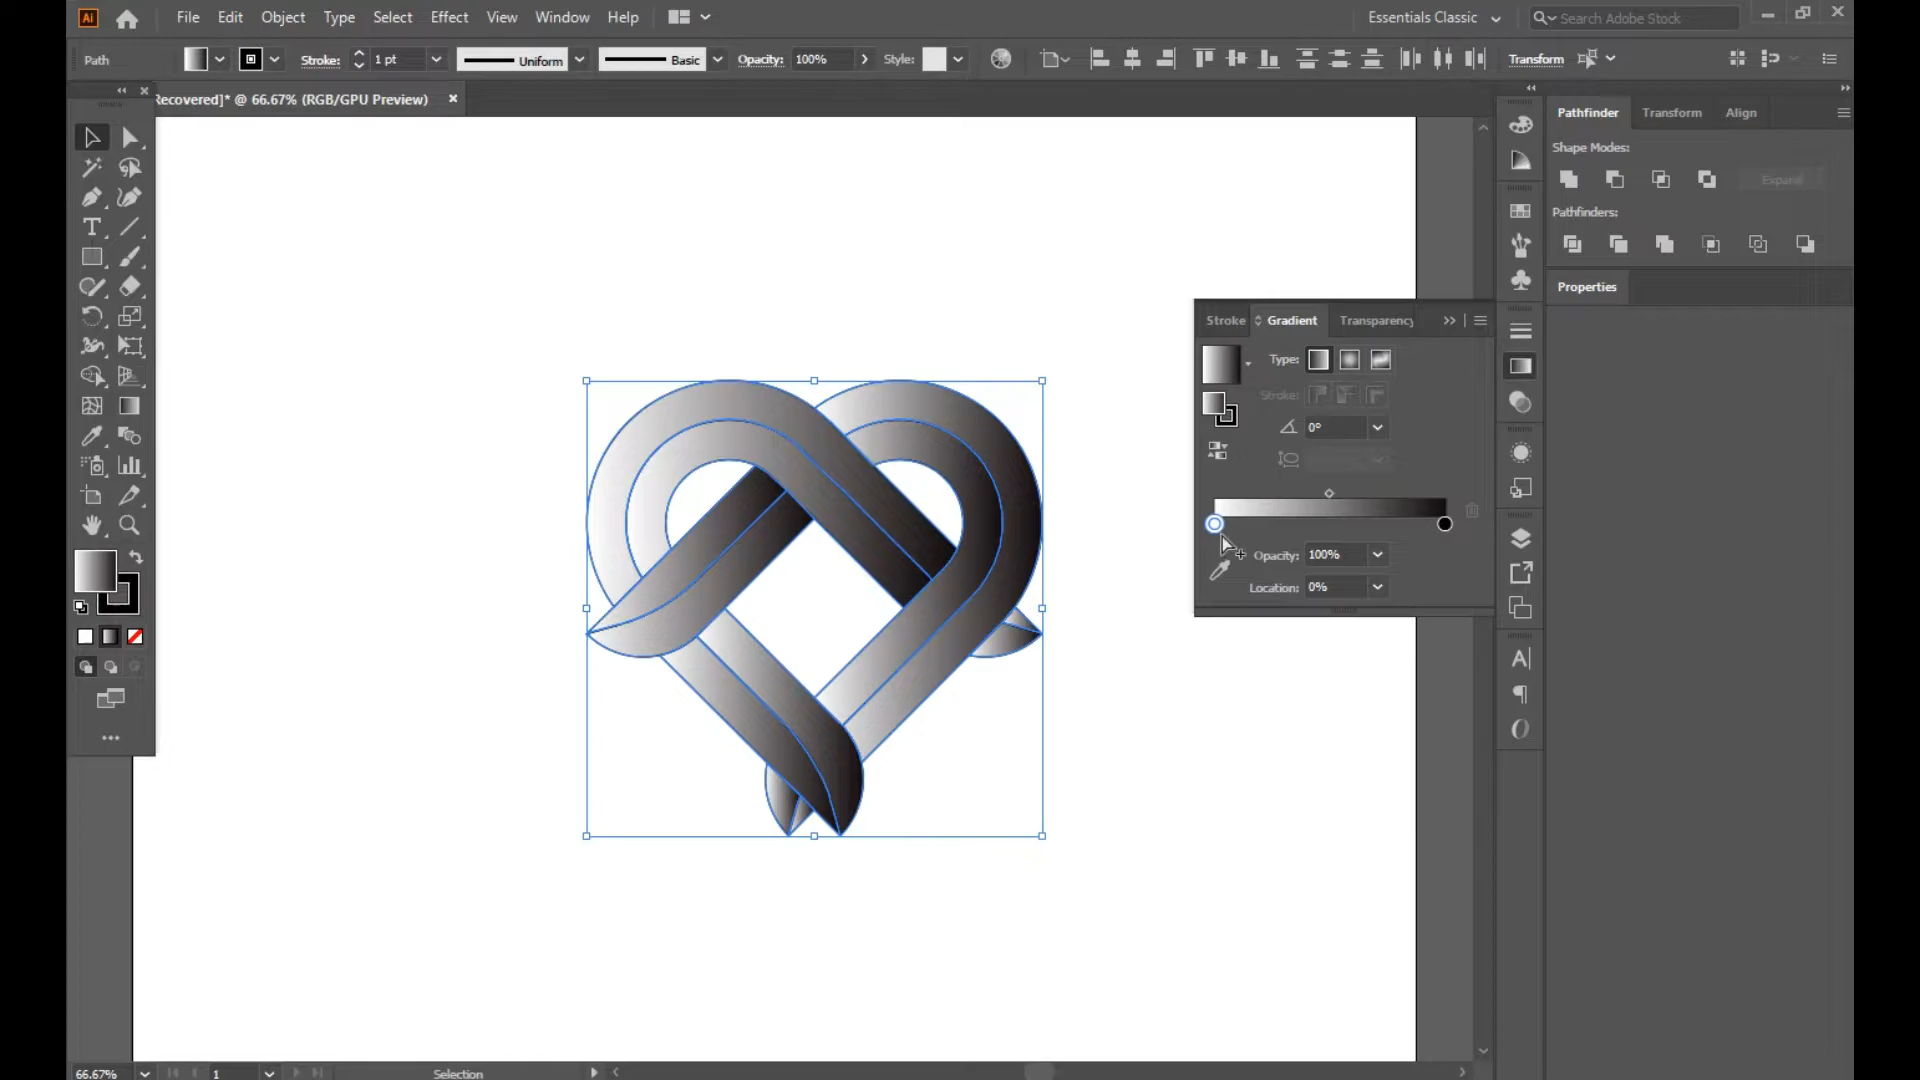 Ai File Edit Object Type Select Effect View Window Help Essentials Classic Search Adobe Stock
Path Stroke: 1 pt Uniform Basic Opacity: 100% Style: Transform
Recovered]* @ 66.67% (RGB/GPU Preview)
Pathfinder Transform Align
Shape Modes:
Expand
Pathfinders:
Properties
Stroke Gradient Transparency
Type:
Stroke:
0°
Opacity: 100%
Location: 0%
66.67% 1 Selection